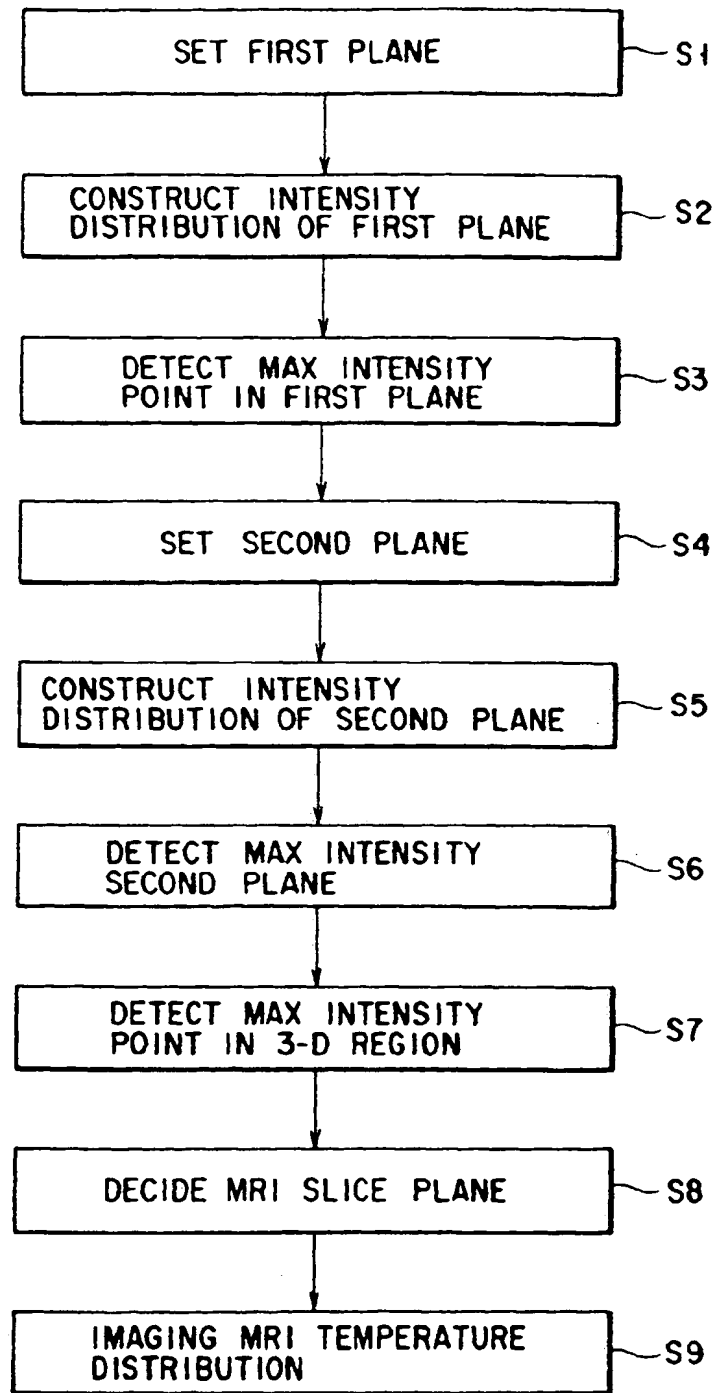 SET FIRST PLANE
S1
CONSTRUCT INTENSITY
DISTRIBUTION OF FIRST PLANE
S2
DETECT MAX INTENSITY
POINT IN FIRST PLANE
S3
SET SECOND PLANE
S4
CONSTRUCT INTENSITY
DISTRIBUTION OF SECOND PLANE
S5
DETECT MAX INTENSITY
SECOND PLANE
S6
DETECT MAX INTENSITY
POINT IN 3-D REGION
S7
DECIDE MRI SLICE PLANE
S8
IMAGING MRI TEMPERATURE
DISTRIBUTION
S9